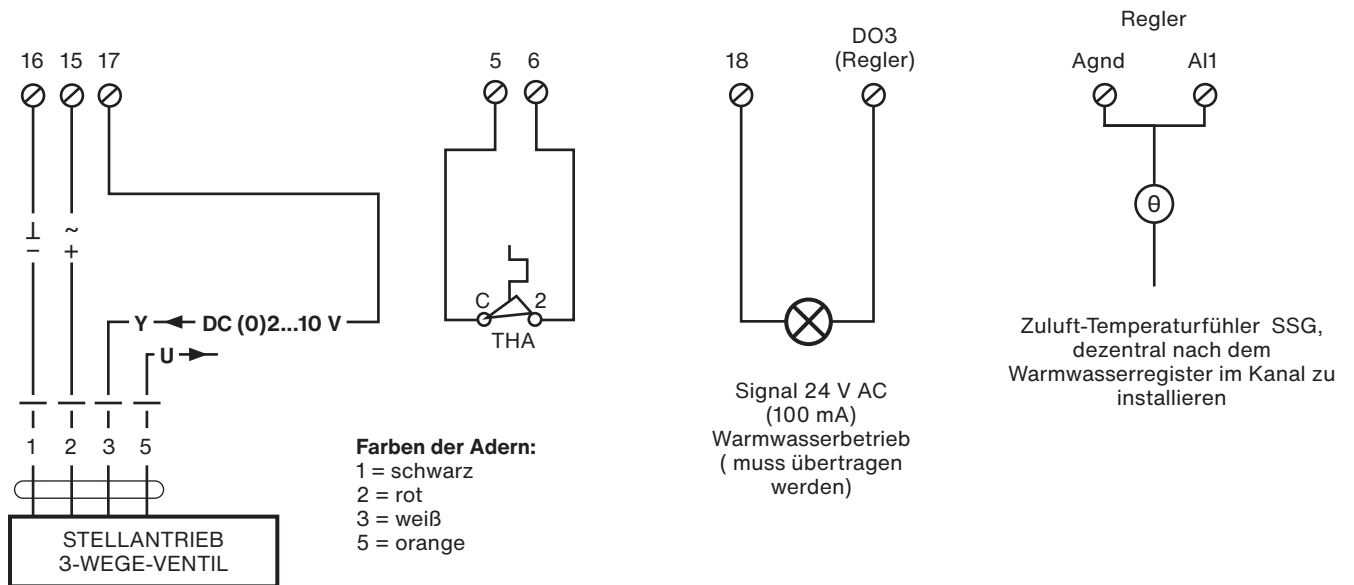 16 15 17
⊥ ~
− +
Y DC (0)2...10 V
U
1 2 3 5
STELLANTRIEB
3-WEGE-VENTIL
Farben der Adern:
1 = schwarz
2 = rot
3 = weiß
5 = orange
5 6
C 2
THA
18 DO3
(Regler)
Signal 24 V AC
(100 mA)
Warmwasserbetrieb
( muss übertragen
werden)
Regler
Agnd AI1
θ
Zuluft-Temperaturfühler SSG,
dezentral nach dem
Warmwasserregister im Kanal zu
installieren